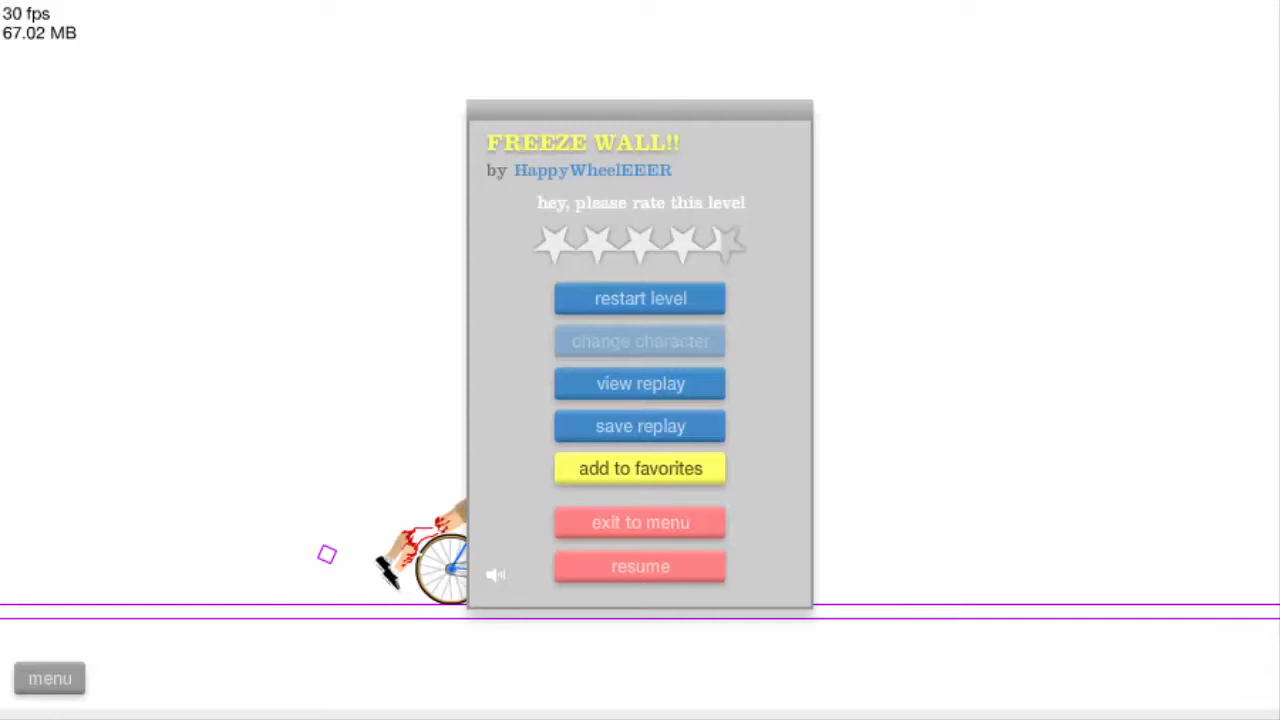 30 fps
67.02 MB
FREEZE WALL!!
by HappyWheelEEER
hey, please rate this level
restart level
change character
view replay
save replay
add to favorites
exit to menu
resume
menu